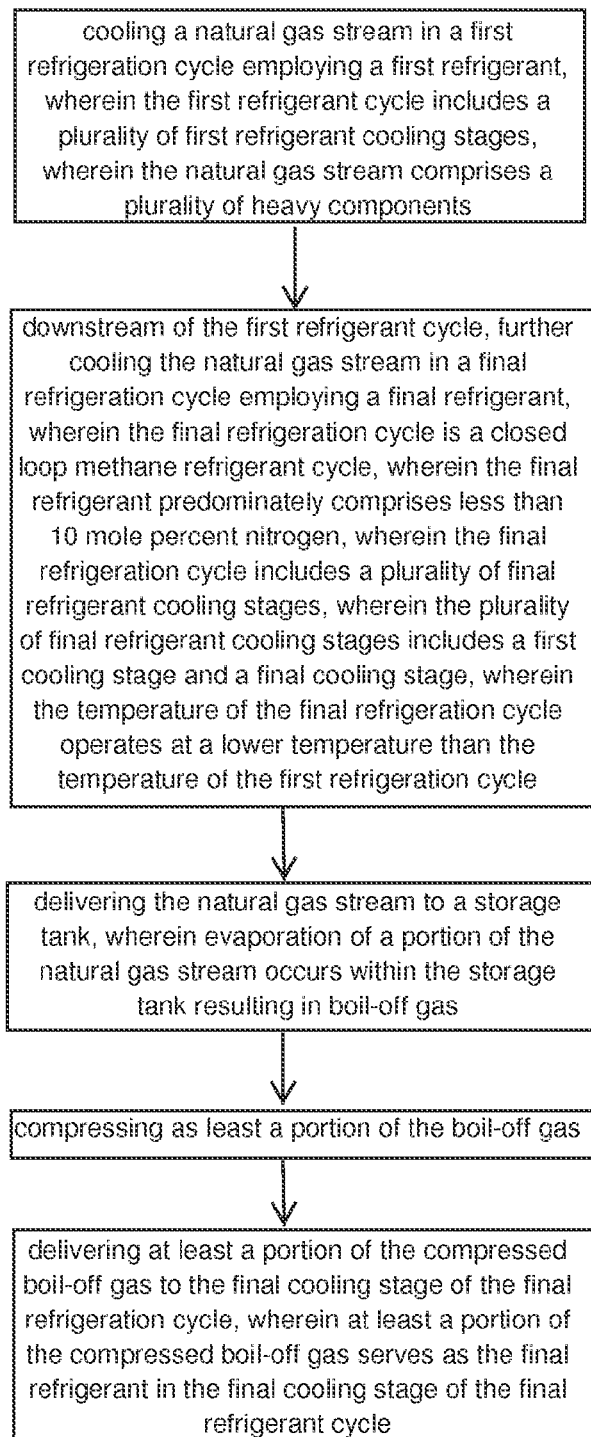 cooling a natural gas stream in a first
refrigeration cycle employing a first refrigerant,
wherein the first refrigerant cycle includes a
plurality of first refrigerant cooling stages,
wherein the natural gas stream comprises a
plurality of heavy components
downstream of the first refrigerant cycle, further
cooling the natural gas stream in a final
refrigeration cycle employing a final refrigerant,
wherein the final refrigeration cycle is a closed
loop methane refrigerant cycle, wherein the final
refrigerant predominately comprises less than
10 mole percent nitrogen, wherein the final
refrigeration cycle includes a plurality of final
refrigerant cooling stages, wherein the plurality
of final refrigerant cooling stages includes a first
cooling stage and a final cooling stage, wherein
the temperature of the final refrigeration cycle
operates at a lower temperature than the
temperature of the first refrigeration cycle
delivering the natural gas stream to a storage
tank, wherein evaporation of a portion of the
natural gas stream occurs within the storage
tank resulting in boil-off gas
compressing as least a portion of the boil-off gas
delivering at least a portion of the compressed
boil-off gas to the final cooling stage of the final
refrigeration cycle, wherein at least a portion of
the compressed boil-off gas serves as the final
refrigerant in the final cooling stage of the final
refrigerant cycle